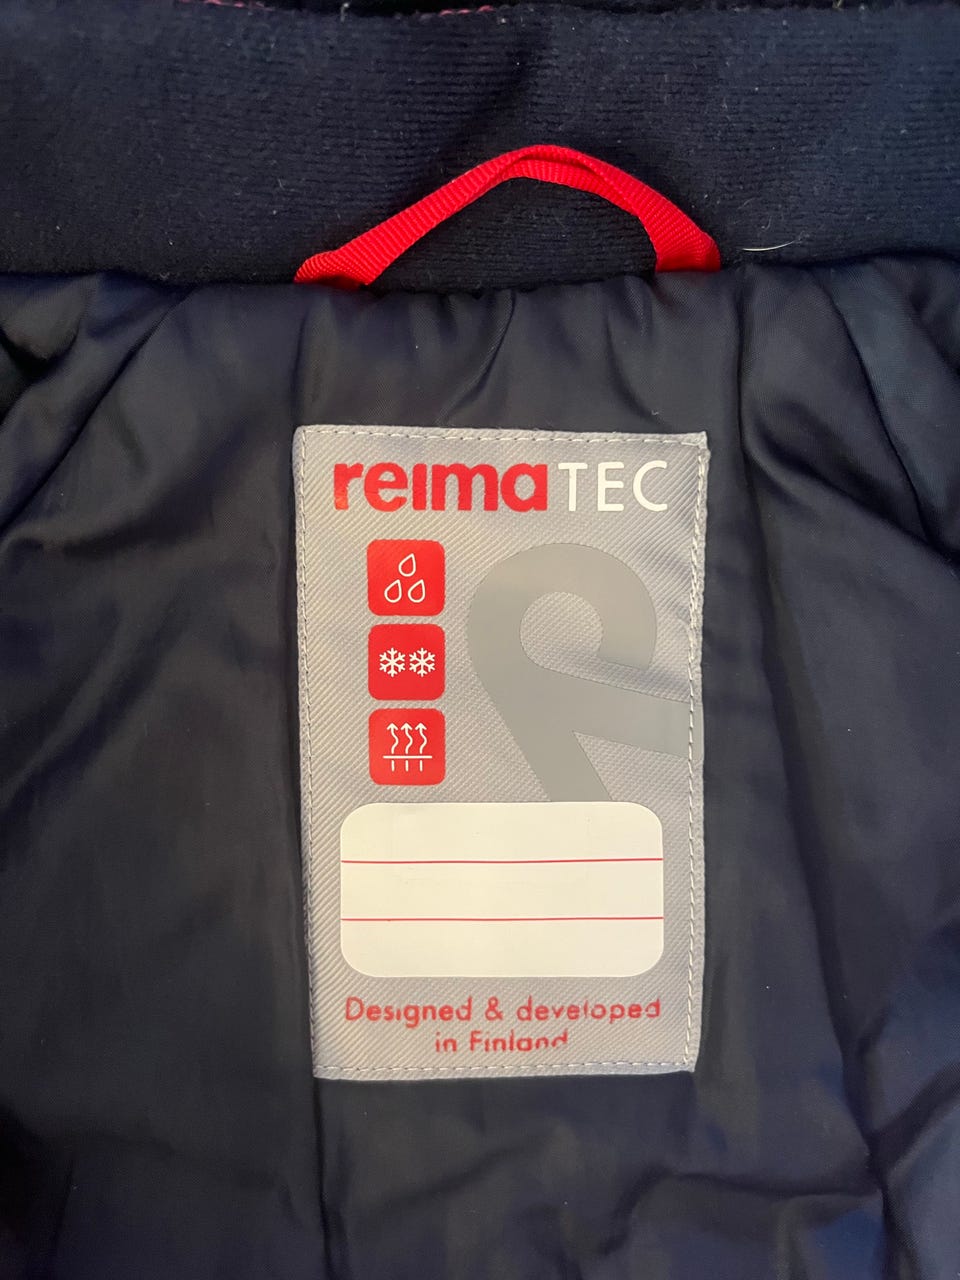 reimaTEC
Designed & developed
in Finland